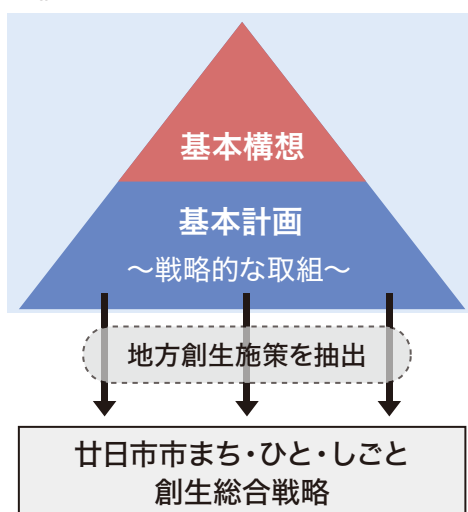 基本構想
基本計画
～戦略的な取組～
地方創生施策を抽出
廿日市市まち・ひと・しごと
創生総合戦略